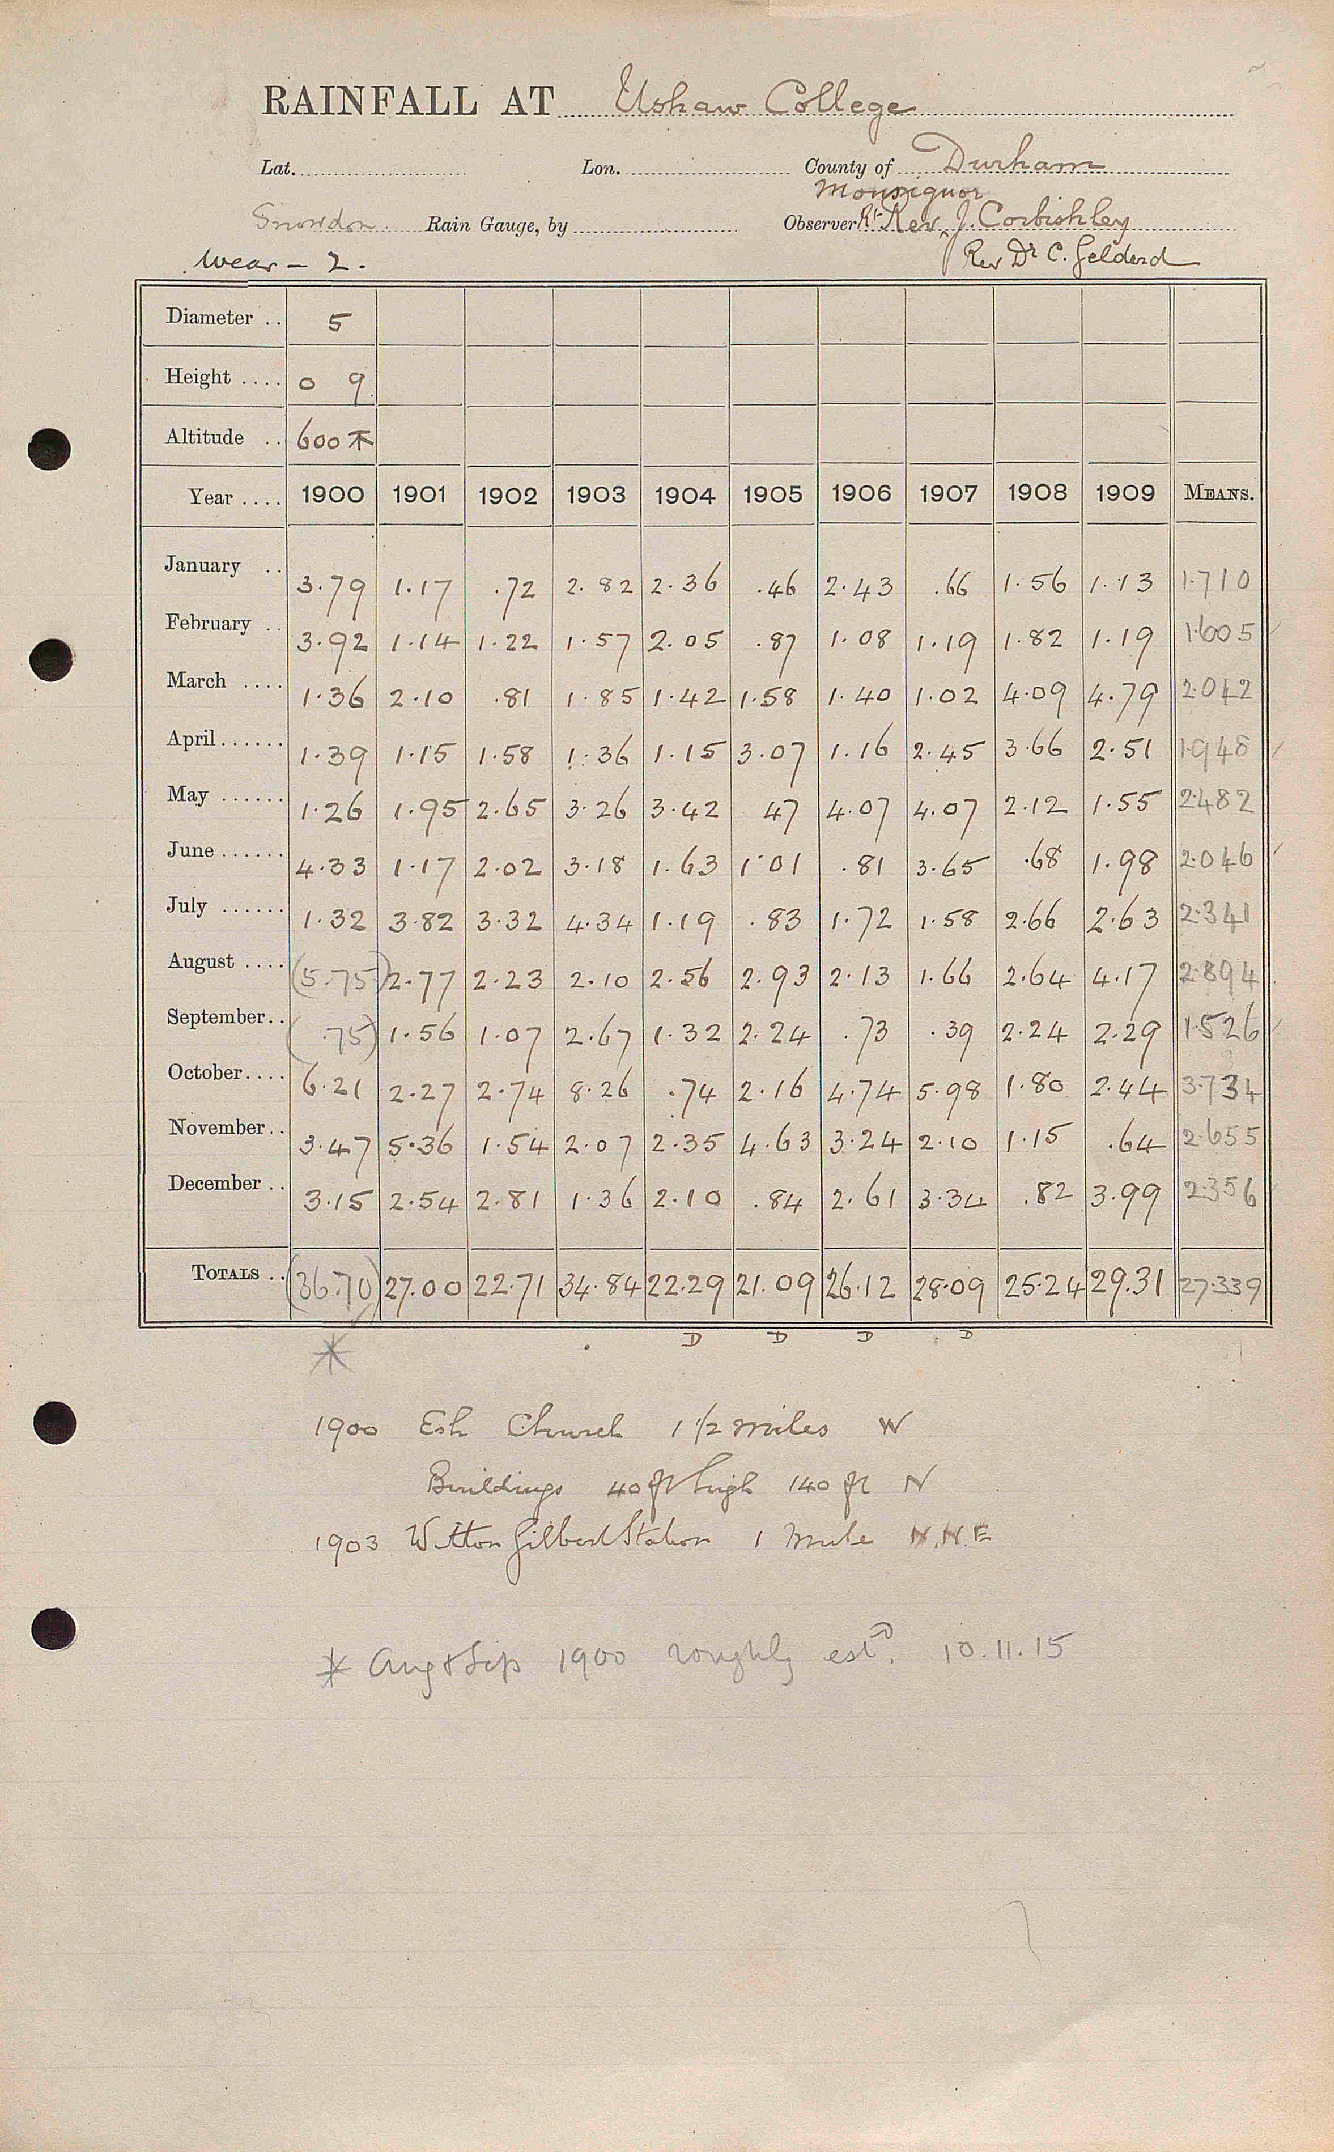 RAINFALL AT Ushaw College
Lat. Lon. County of Durham
Monsignor
Snowdon Rain Gauge, by Observer Rt Rev. J. Corbishley
Wear - 2. Rev Dr C. Gelderd
Diameter .. 5
Height .... 0 9
Altitude .. 600
Year .... 1900 1901 1902 1903 1904 1905 1906 1907 1908 1909 MEANS.
January .. 3.79 1.17 .72 2.82 2.36 .46 2.43 .66 1.56 1.13 1.710
February .. 3.92 1.14 1.22 1.57 2.05 .87 1.08 1.19 1.82 1.19 1.605
March .... 1.36 2.10 .81 1.85 1.42 1.58 1.40 1.02 4.09 4.79 2.042
April...... 1.39 1.15 1.58 1.36 1.15 3.07 1.16 2.45 3.66 2.51 1.948
May ...... 1.26 1.95 2.65 3.26 3.42 47 4.07 4.07 2.12 1.55 2.482
June...... 4.33 1.17 2.02 3.18 1.63 1.01 .81 3.65 .68 1.98 2.046
July ...... 1.32 3.82 3.32 4.34 1.19 .83 1.72 1.58 2.66 2.63 2.341
August .... (5.75) 2.77 2.23 2.10 2.56 2.93 2.13 1.66 2.64 4.17 2.894
September.. ( .75) 1.56 1.07 2.67 1.32 2.24 .73 .39 2.24 2.29 1.526
October.... 6.21 2.27 2.74 8.26 .74 2.16 4.74 5.98 1.80 2.44 3.734
November.. 3.47 5.36 1.54 2.07 2.35 4.63 3.24 2.10 1.15 .64 2.655
December .. 3.15 2.54 2.81 1.36 2.10 .84 2.61 3.34 .82 3.99 2.356
TOTALS .. (36.70) 27.00 22.71 34.84 22.29 21.09 26.12 28.09 25.24 29.31 27.339
* D D D D
1900 Esh Church 1 1/2 miles W
Buildings 40 ft high 140 ft N
1903 Witton Gilbert Station 1 mile N.N.E
* Aug & Sep 1900 roughly estd. 10.11.15